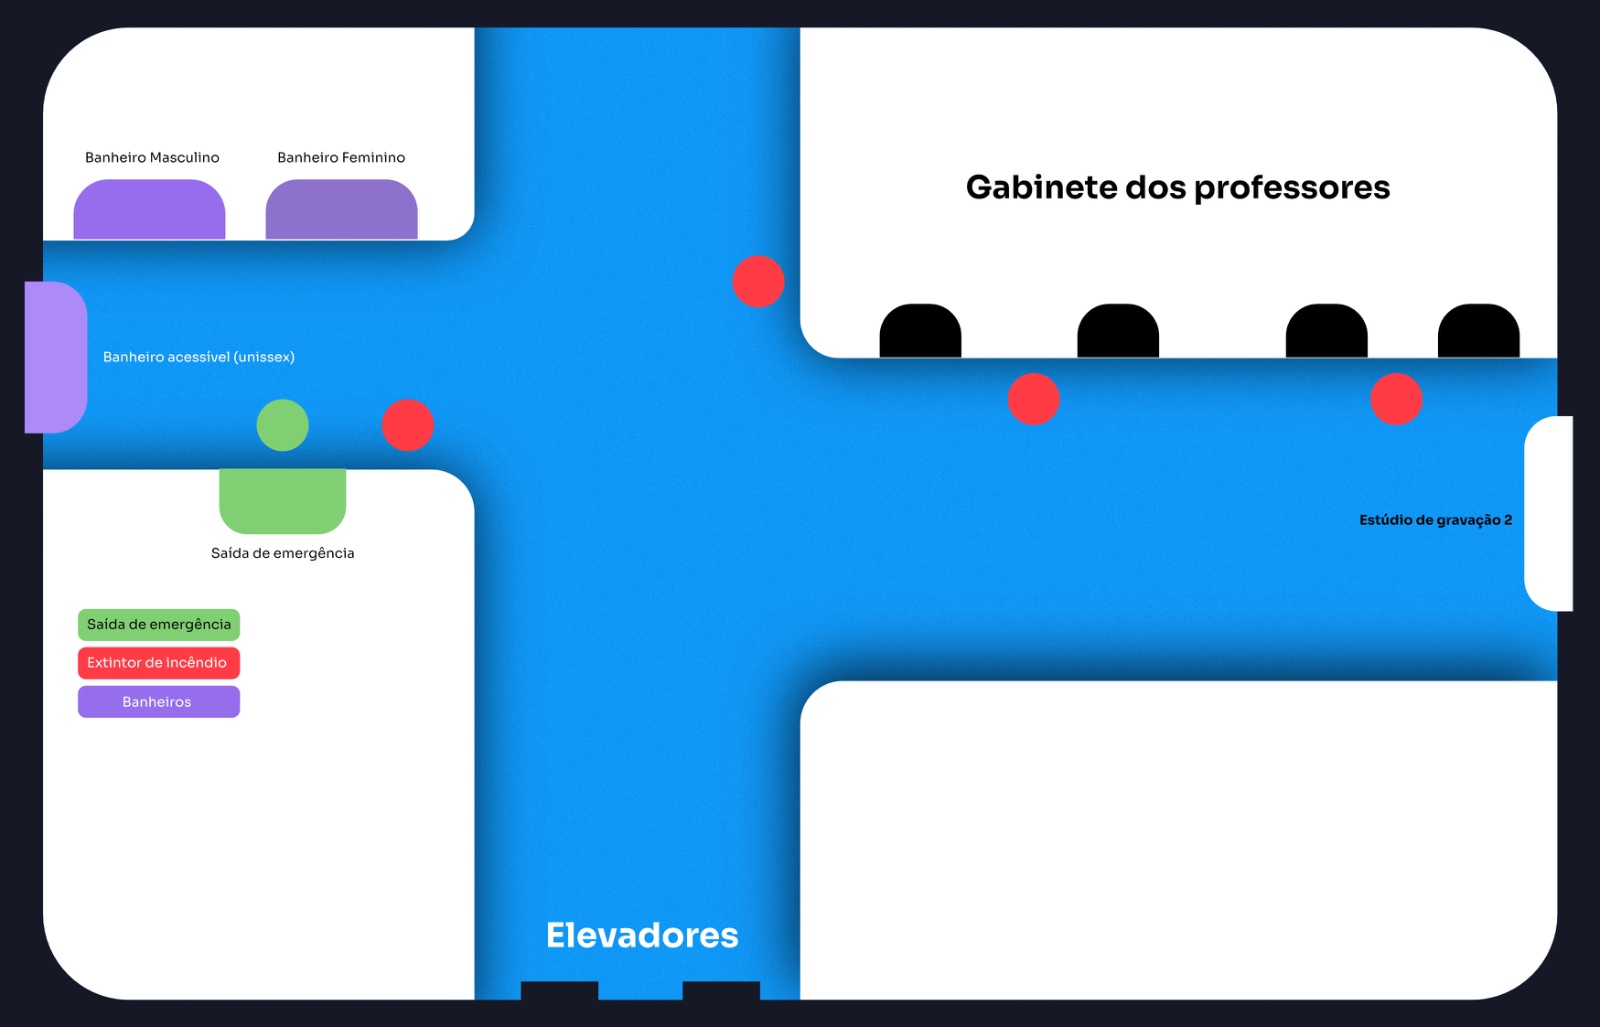 Banheiro Masculino
Banheiro Feminino
Gabinete dos professores
Banheiro acessível (unissex)
Estúdio de gravação 2
Saída de emergência
Saída de emergência
Extintor de incêndio
Banheiros
Elevadores